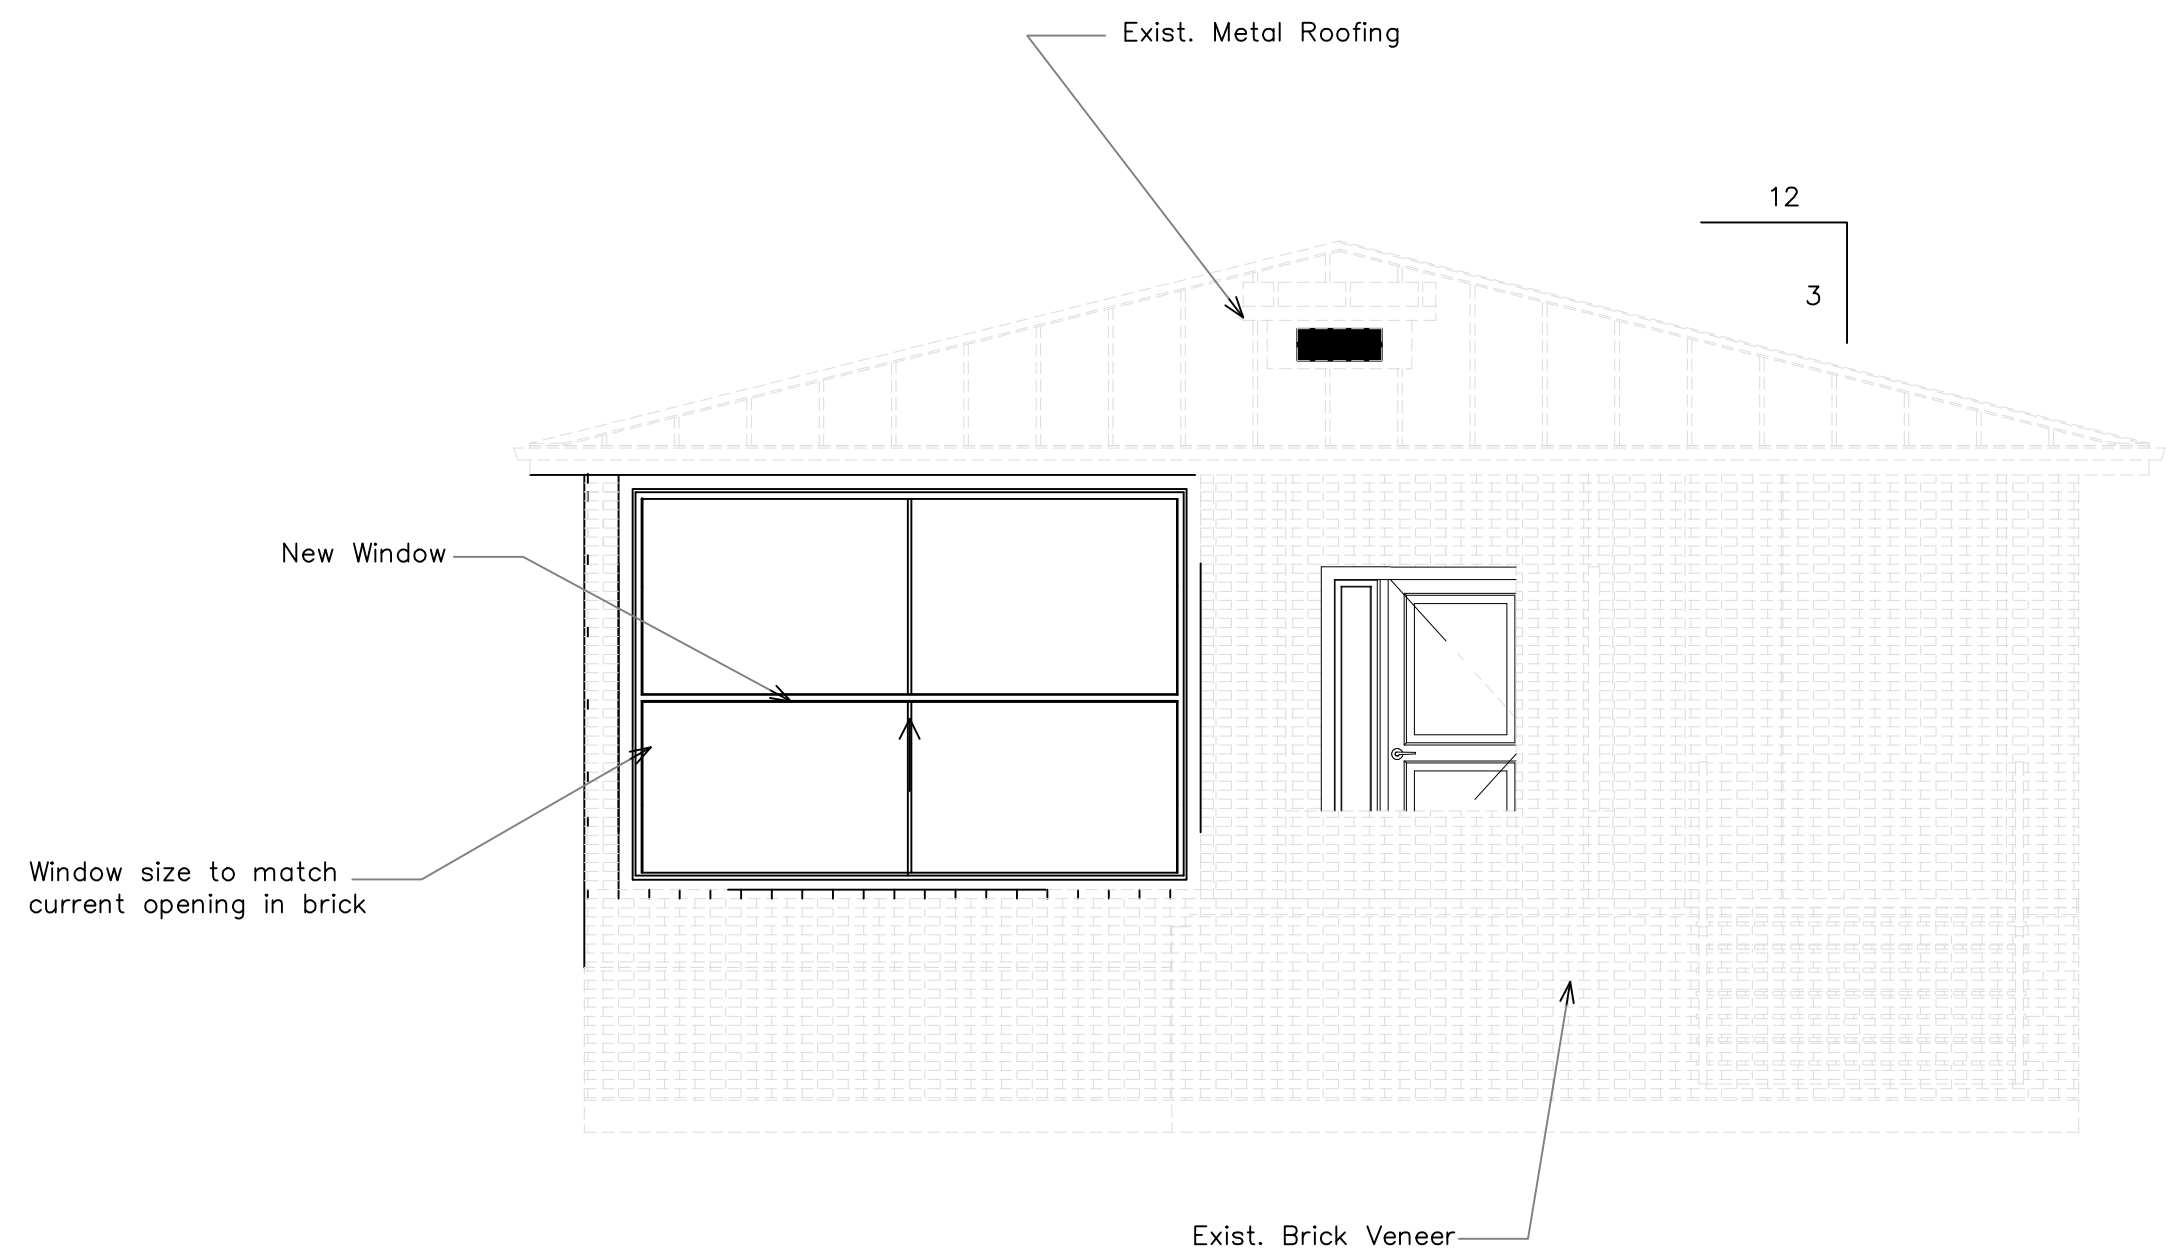 Exist. Metal Roofing
12
3
New Window
Window size to match
current opening in brick
Exist. Brick Veneer